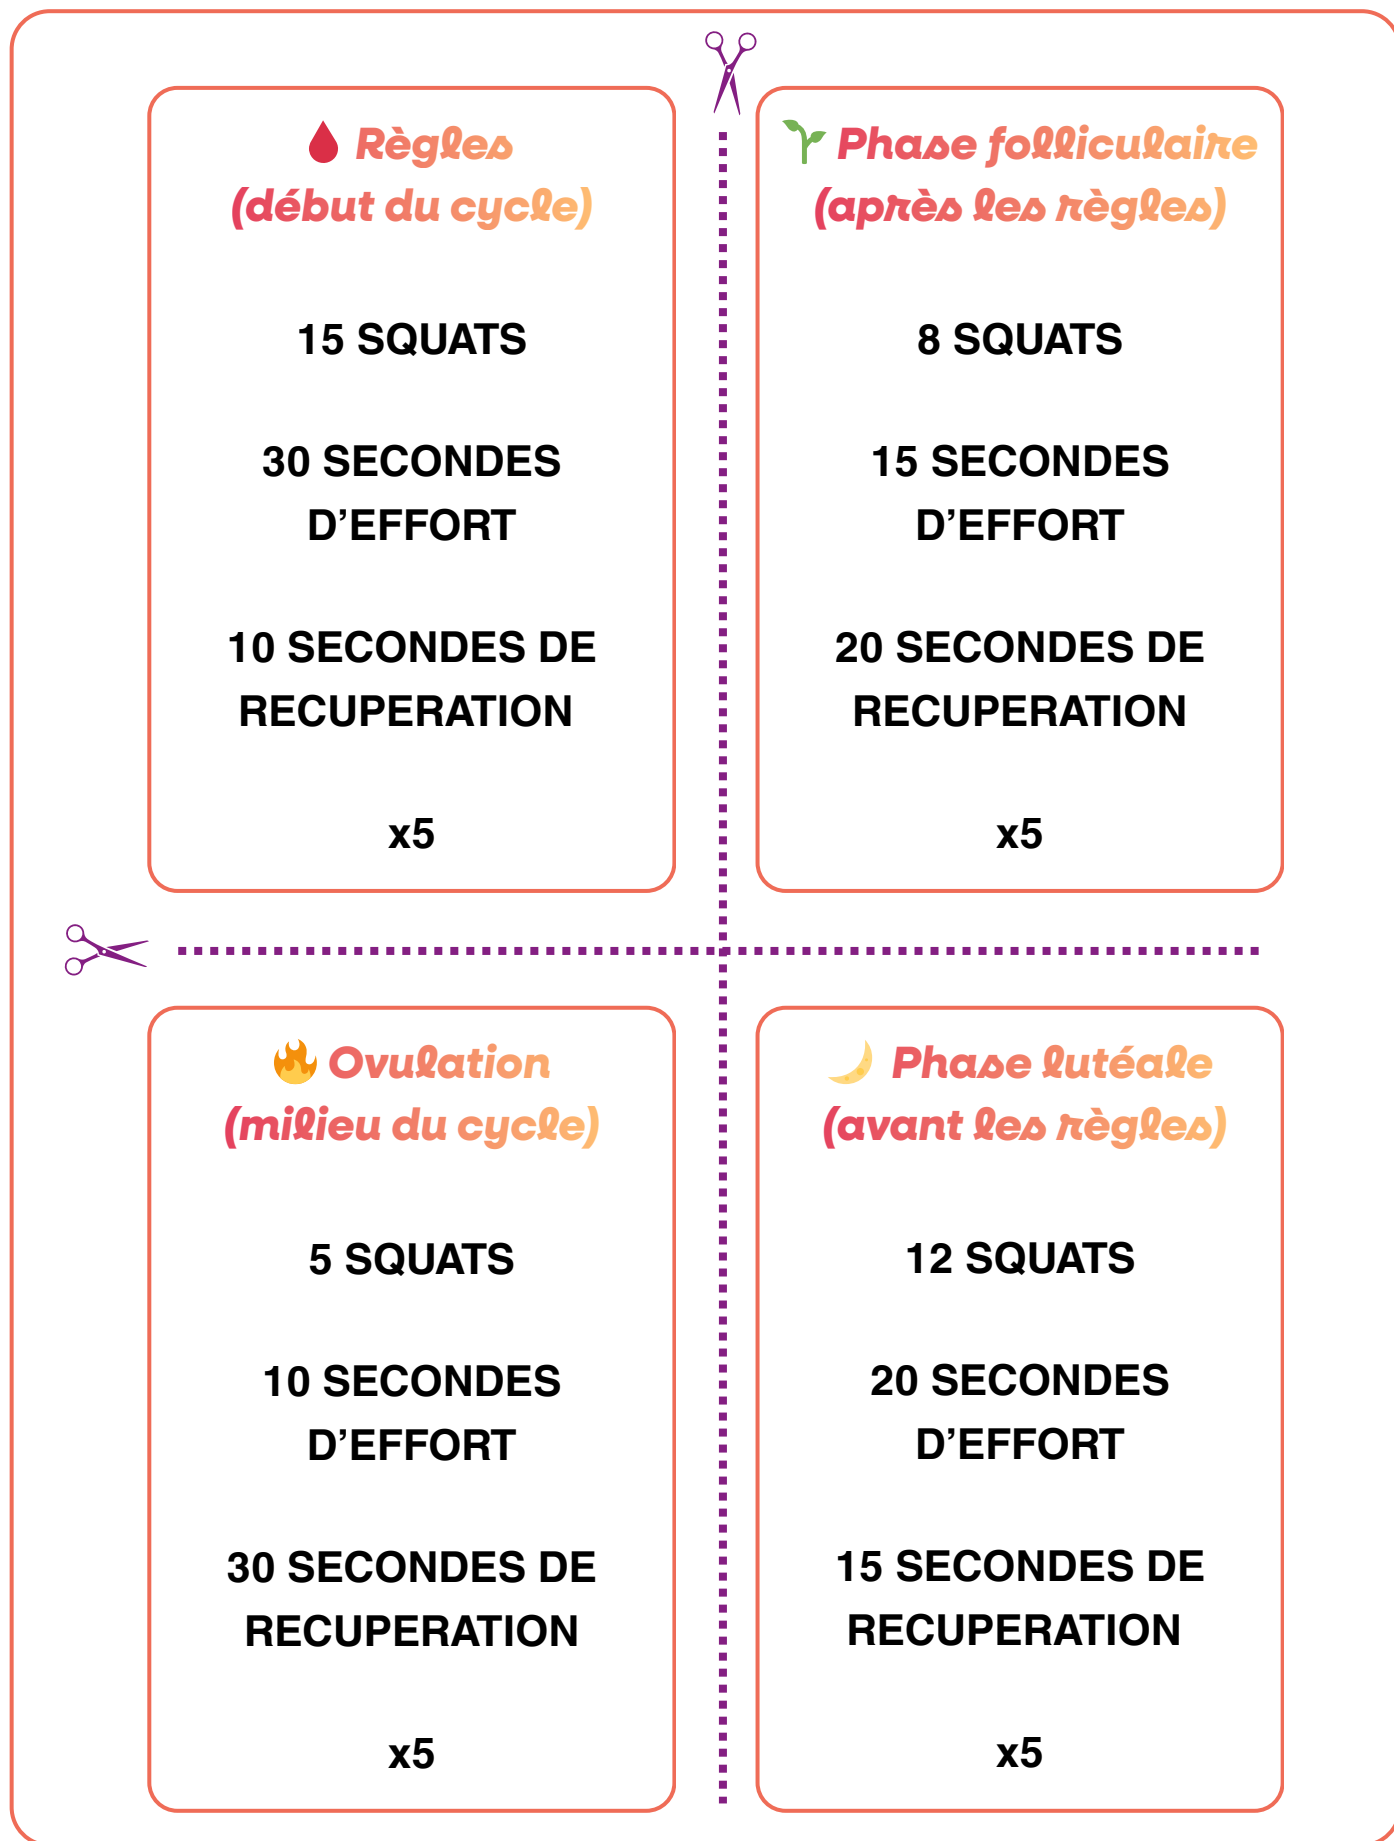 Règles
(début du cycle)
15 SQUATS
30 SECONDES
D’EFFORT
10 SECONDES DE
RECUPERATION
x5
Phase folliculaire
(après les règles)
8 SQUATS
15 SECONDES
D’EFFORT
20 SECONDES DE
RECUPERATION
x5
Ovulation
(milieu du cycle)
5 SQUATS
10 SECONDES
D’EFFORT
30 SECONDES DE
RECUPERATION
x5
Phase lutéale
(avant les règles)
12 SQUATS
20 SECONDES
D’EFFORT
15 SECONDES DE
RECUPERATION
x5